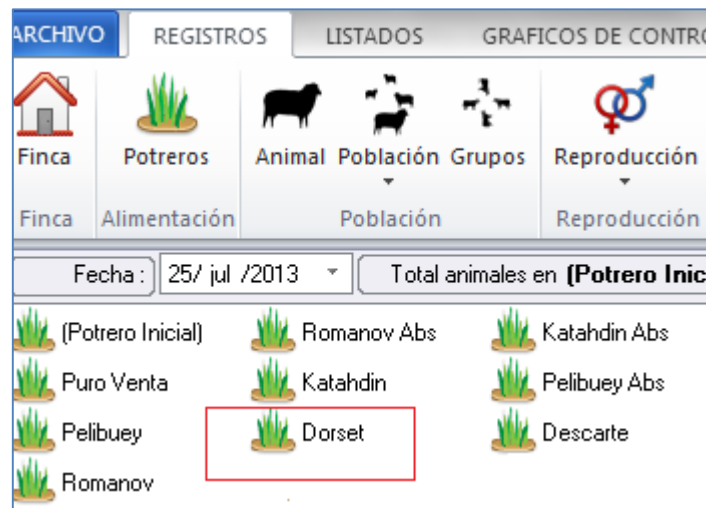 ARCHIVO REGISTROS LISTADOS GRAFICOS DE CONTRO
Finca Potreros Animal Población Grupos Reproducción
Finca Alimentación Población Reproducción
Fecha : 25/ jul /2013 Total animales en (Potrero Inic
(Potrero Inicial) Romanov Abs Katahdin Abs
Puro Venta Katahdin Pelibuey Abs
Pelibuey Dorset Descarte
Romanov